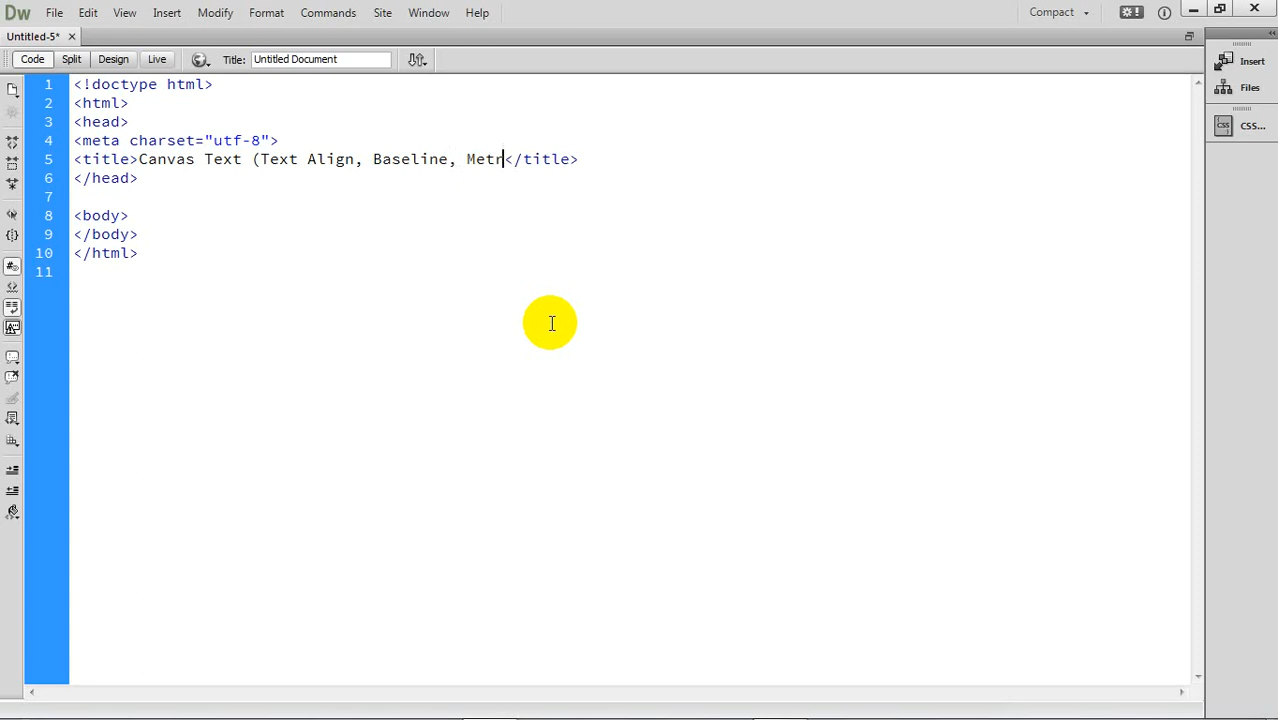 Dw File Edit View Insert Modify Format Commands Site Window Help Compact
Untitled-5*
Code Split Design Live Title: Untitled Document
1 <!doctype html>
2 <html>
3 <head>
4 <meta charset="utf-8">
5 <title>Canvas Text (Text Align, Baseline, Metr</title>
6 </head>
7
8 <body>
9 </body>
10 </html>
11
Insert
Files
CSS...